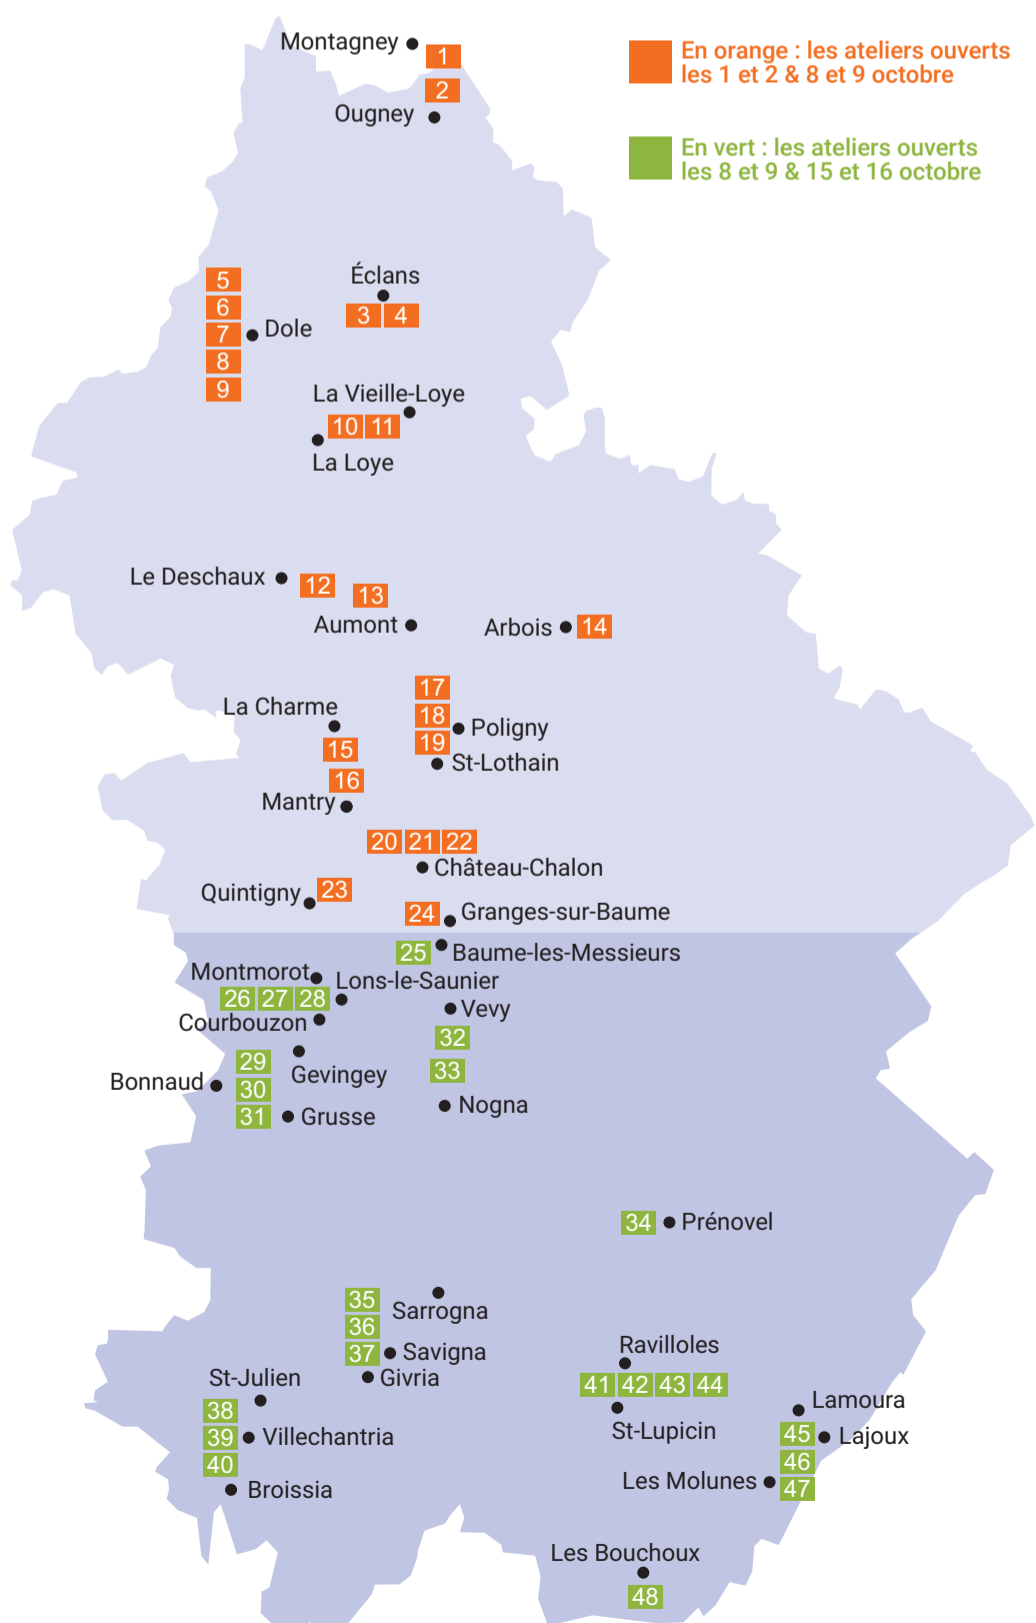 Montagney
1
2
Ougney
En orange : les ateliers ouverts
les 1 et 2 & 8 et 9 octobre
En vert : les ateliers ouverts
les 8 et 9 & 15 et 16 octobre
5
6
7
8
9
Dole
Éclans
3 4
La Vieille-Loye
10 11
La Loye
Le Deschaux
12
13
Aumont
Arbois
14
La Charme
15
16
Mantry
17
18
19
Poligny
St-Lothain
20 21 22
Château-Chalon
Quintigny
23
24
Granges-sur-Baume
25
Baume-les-Messieurs
Montmorot
Lons-le-Saunier
26 27 28
Courbouzon
Vevy
32
33
Nogna
Gevingey
Bonnaud
29
30
31
Grusse
34
Prénovel
35
36
37
Sarrogna
Savigna
Givria
St-Julien
38
39
40
Villechantria
Broissia
Ravilloles
41 42 43 44
St-Lupicin
Lamoura
45
46
47
Lajoux
Les Molunes
Les Bouchoux
48